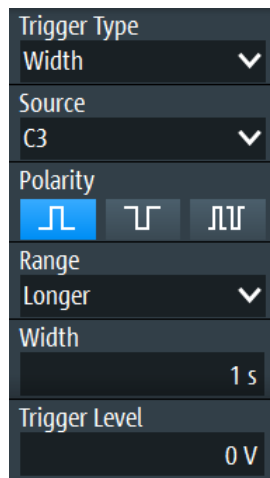 Trigger Type
Width
Source
C3
Polarity
Range
Longer
Width
1 s
Trigger Level
0 V